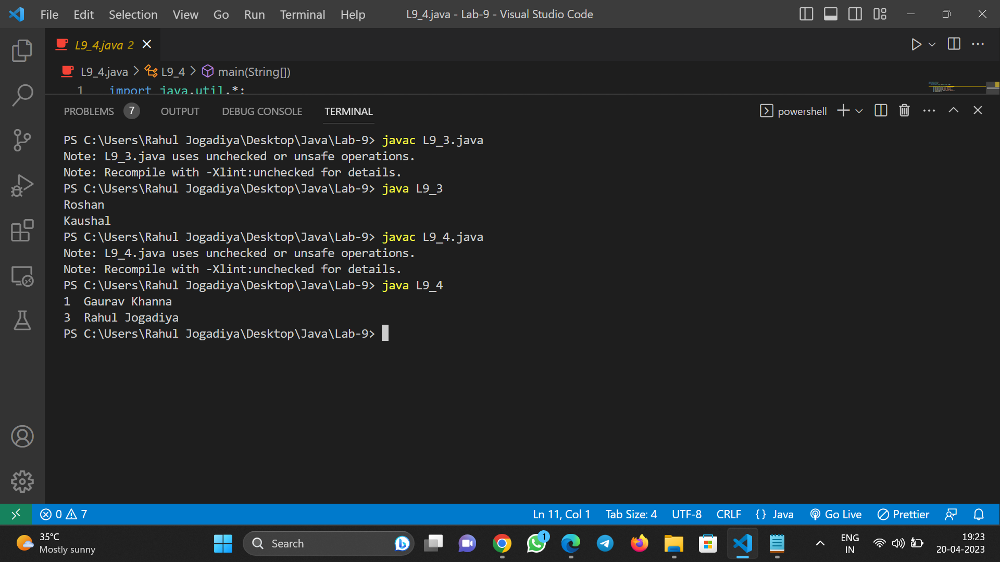 File Edit Selection View Go Run Terminal Help L9_4.java - Lab-9 - Visual Studio Code
L9_4.java 2
L9_4.java > L9_4 > main(String[])
1 import java.util.*;
PROBLEMS 7 OUTPUT DEBUG CONSOLE TERMINAL powershell
PS C:\Users\Rahul Jogadiya\Desktop\Java\Lab-9> javac L9_3.java
Note: L9_3.java uses unchecked or unsafe operations.
Note: Recompile with -Xlint:unchecked for details.
PS C:\Users\Rahul Jogadiya\Desktop\Java\Lab-9> java L9_3
Roshan
Kaushal
PS C:\Users\Rahul Jogadiya\Desktop\Java\Lab-9> javac L9_4.java
Note: L9_4.java uses unchecked or unsafe operations.
Note: Recompile with -Xlint:unchecked for details.
PS C:\Users\Rahul Jogadiya\Desktop\Java\Lab-9> java L9_4
1  Gaurav Khanna
3  Rahul Jogadiya
PS C:\Users\Rahul Jogadiya\Desktop\Java\Lab-9>
0 7 Ln 11, Col 1 Tab Size: 4 UTF-8 CRLF {} Java Go Live Prettier
35°C
Mostly sunny
Search
1
ENG
IN
19:23
20-04-2023